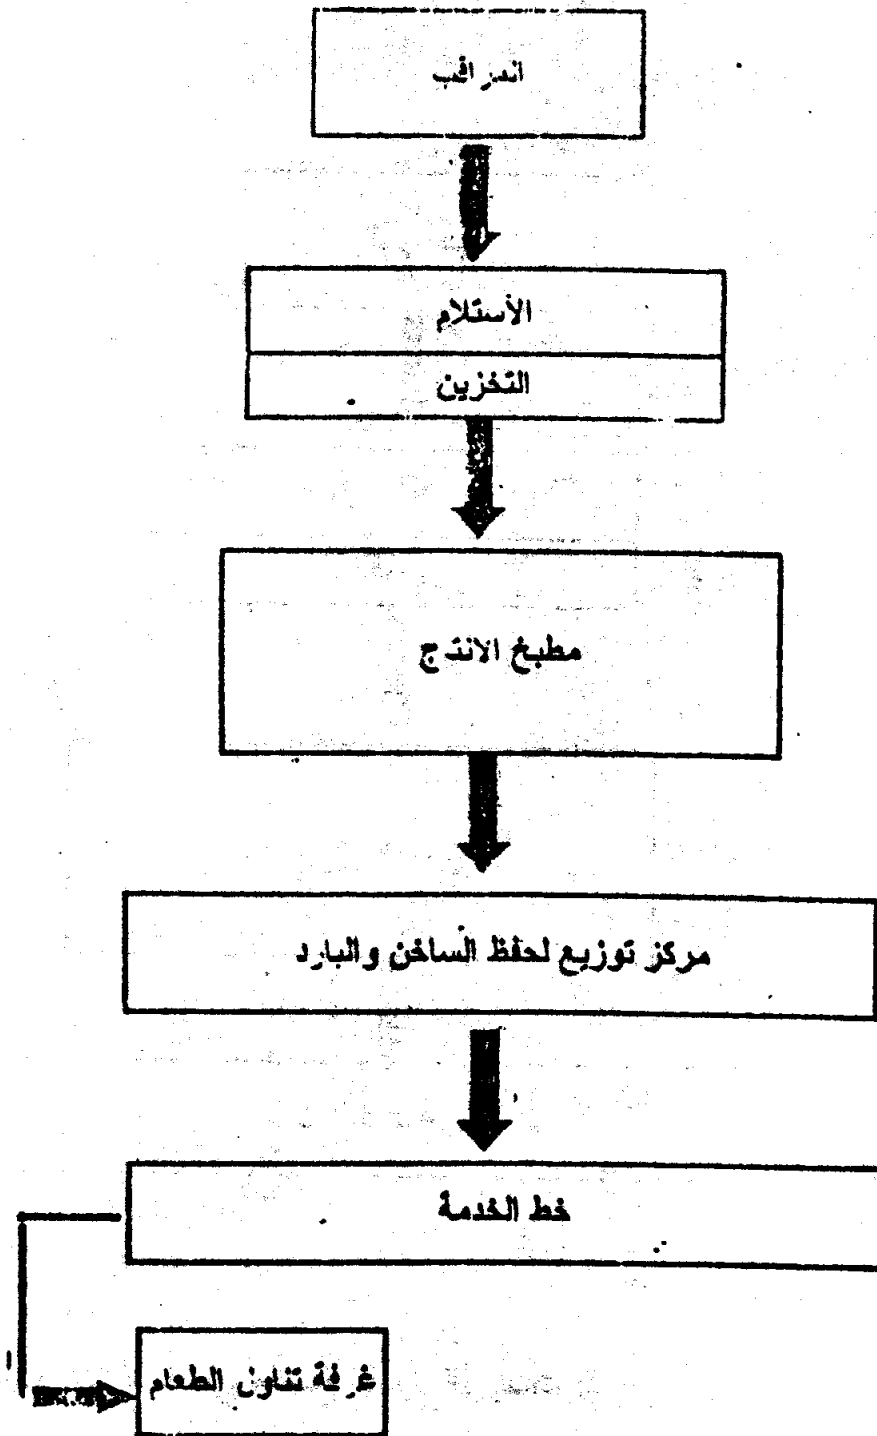 المراقب
الأستلام
التخزين
مطبخ الانتاج
مركز توزيع لحفظ الساخن والبارد
خط الخدمة
غرفة تناول الطعام